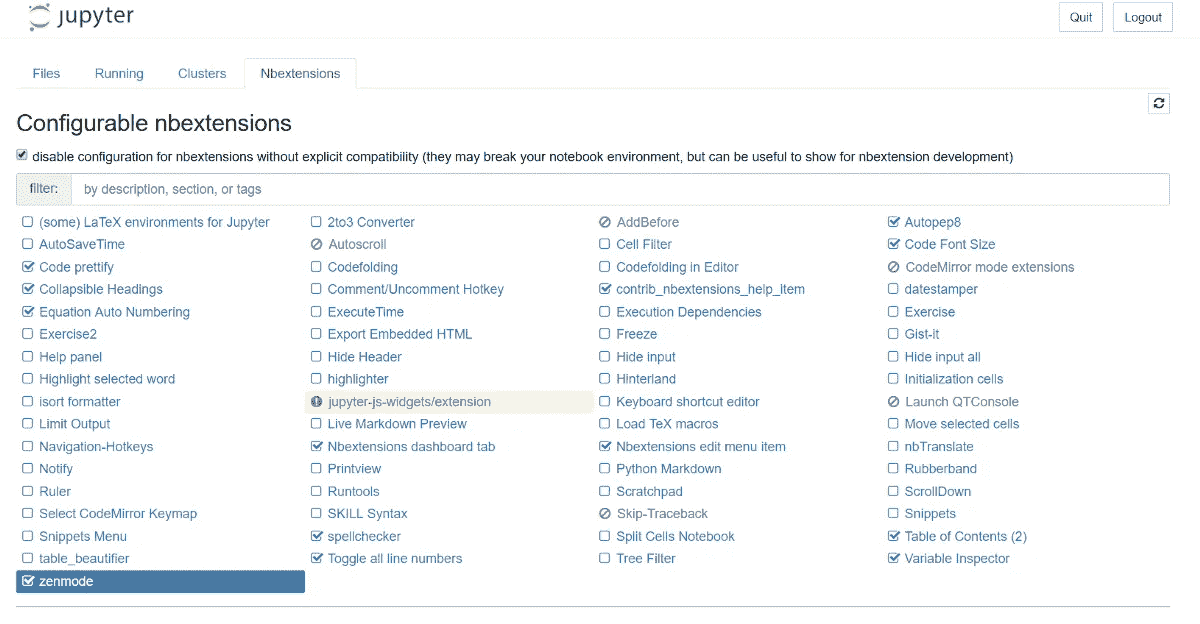 jupyter Quit Logout
Files Running Clusters Nbextensions
Configurable nbextensions
disable configuration for nbextensions without explicit compatibility (they may break your notebook environment, but can be useful to show for nbextension development)
filter: by description, section, or tags
(some) LaTeX environments for Jupyter 2to3 Converter AddBefore Autopep8
AutoSaveTime Autoscroll Cell Filter Code Font Size
Code prettify Codefolding Codefolding in Editor CodeMirror mode extensions
Collapsible Headings Comment/Uncomment Hotkey contrib_nbextensions_help_item datestamper
Equation Auto Numbering ExecuteTime Execution Dependencies Exercise
Exercise2 Export Embedded HTML Freeze Gist-it
Help panel Hide Header Hide input Hide input all
Highlight selected word highlighter Hinterland Initialization cells
isort formatter jupyter-js-widgets/extension Keyboard shortcut editor Launch QTConsole
Limit Output Live Markdown Preview Load TeX macros Move selected cells
Navigation-Hotkeys Nbextensions dashboard tab Nbextensions edit menu item nbTranslate
Notify Printview Python Markdown Rubberband
Ruler Runtools Scratchpad ScrollDown
Select CodeMirror Keymap SKILL Syntax Skip-Traceback Snippets
Snippets Menu spellchecker Split Cells Notebook Table of Contents (2)
table_beautifier Toggle all line numbers Tree Filter Variable Inspector
zenmode